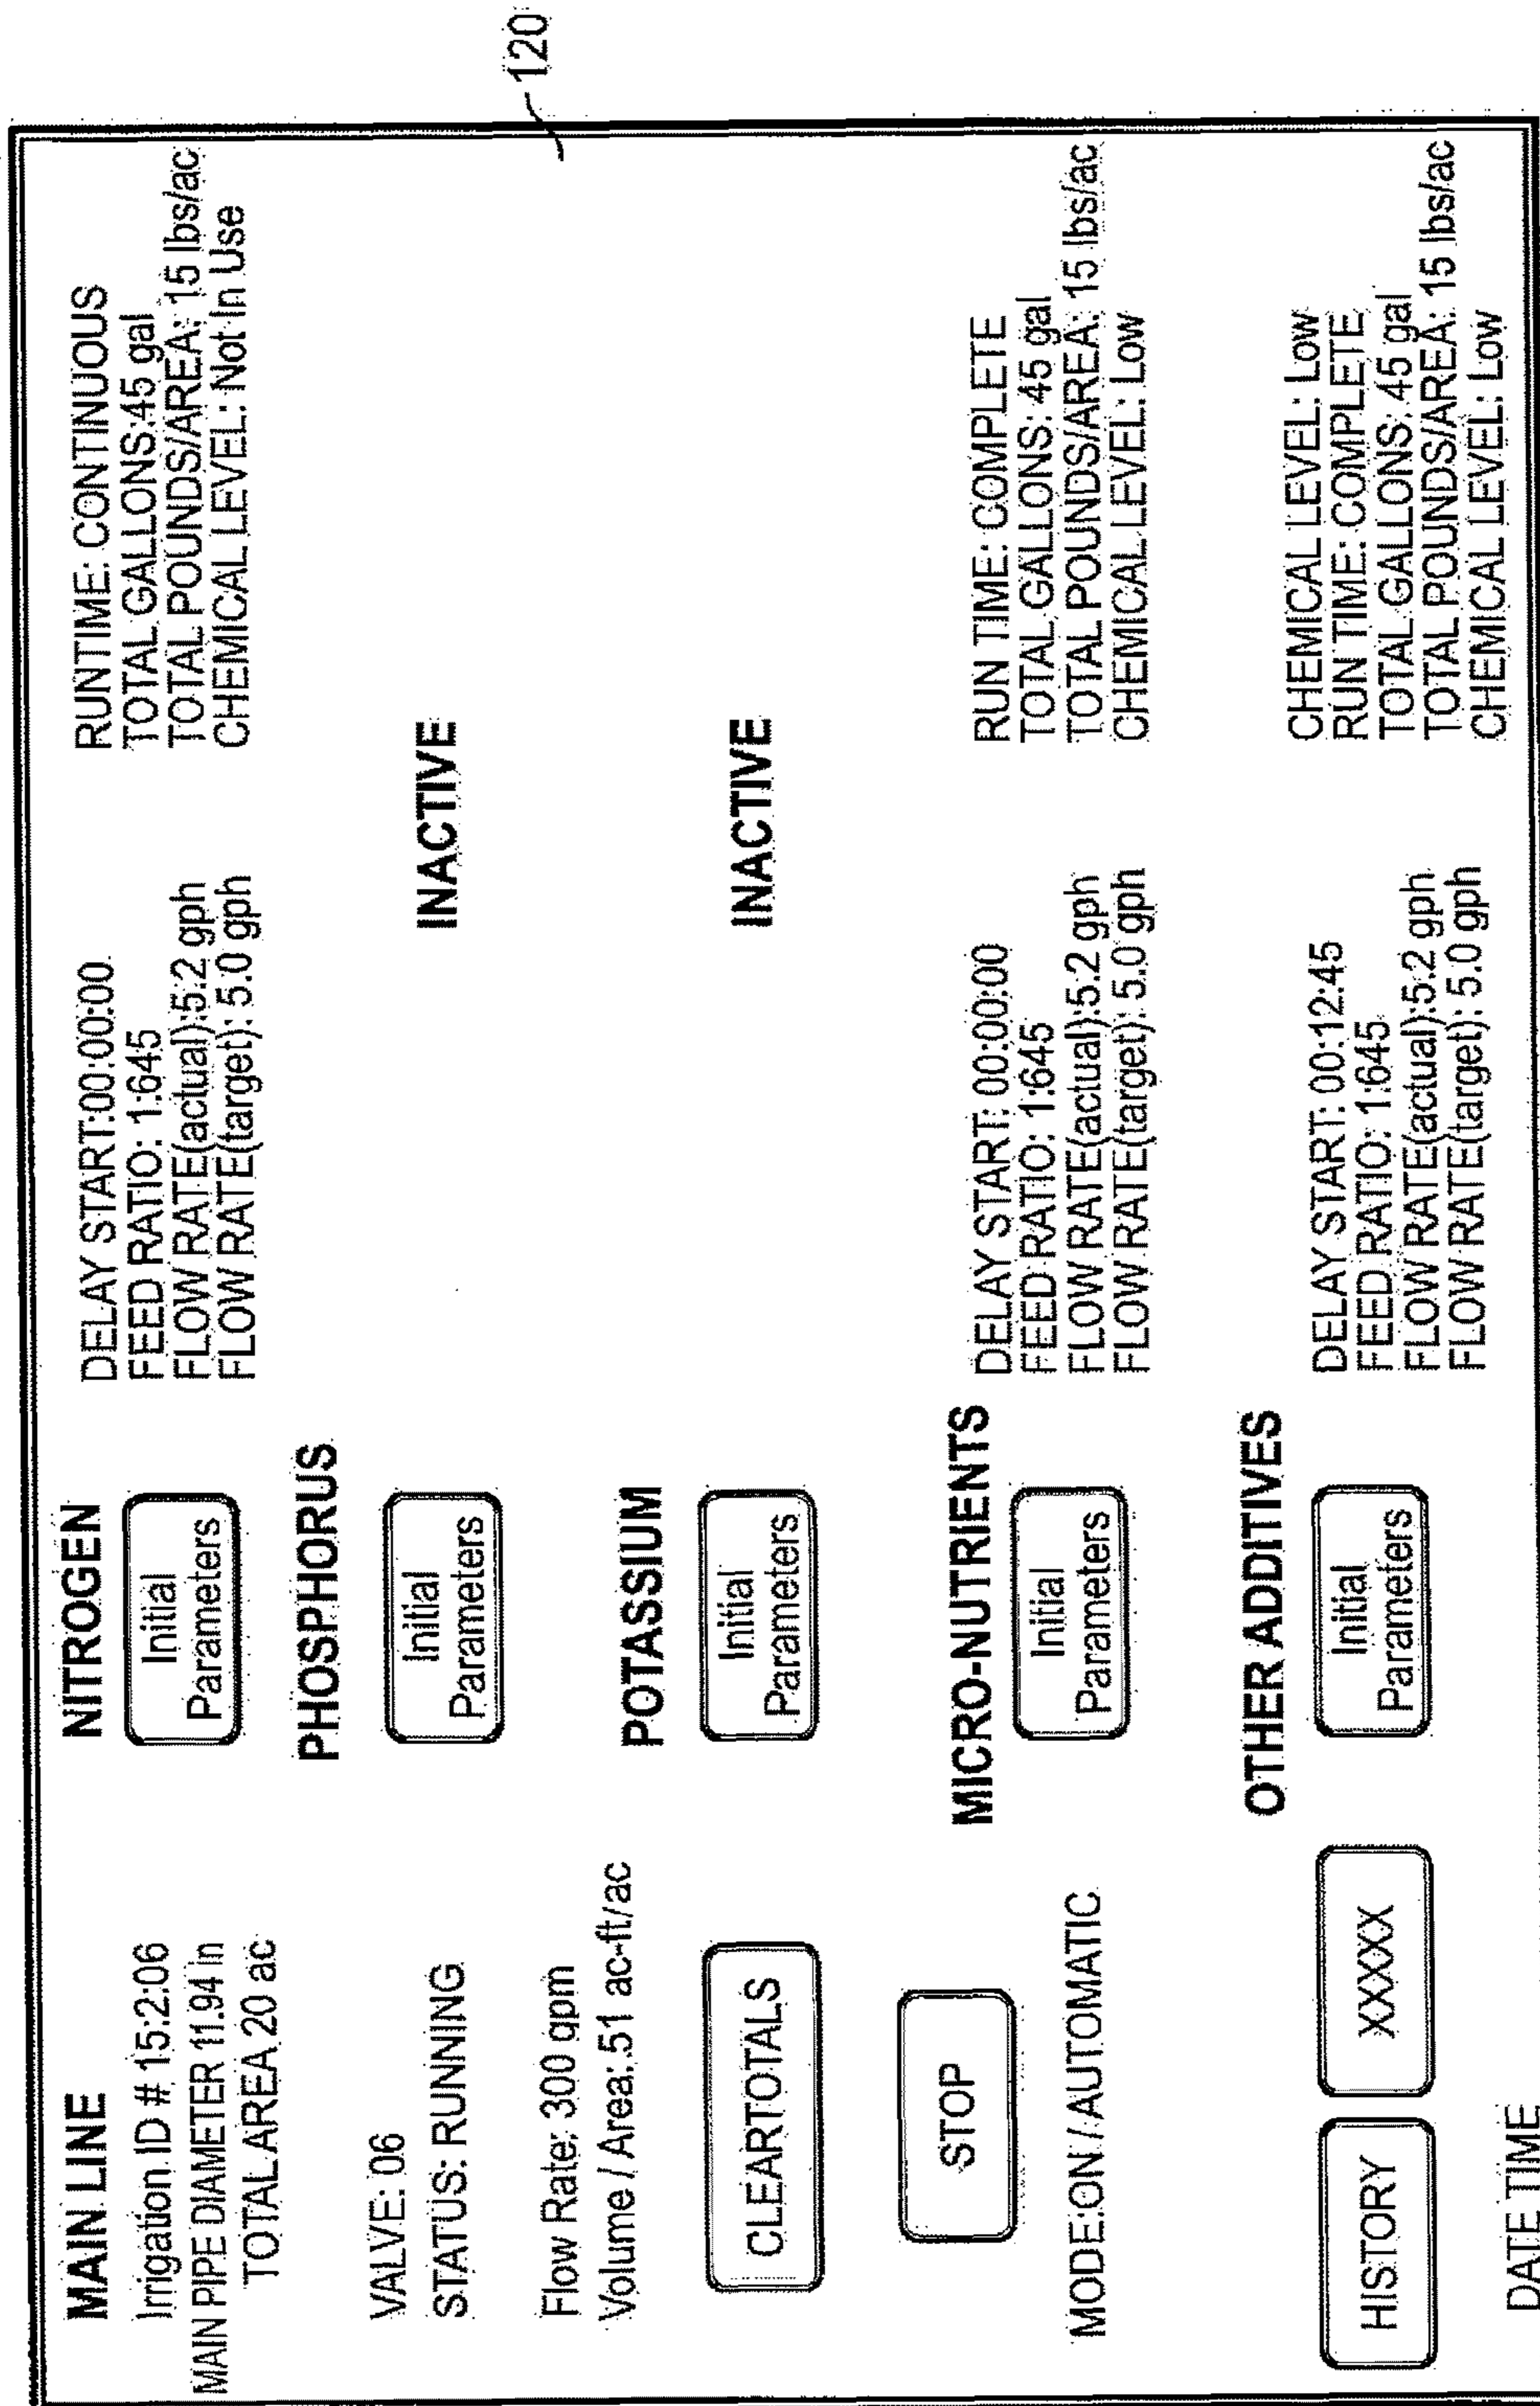 MAIN LINE
Irrigation ID # 15:2:06
MAIN PIPE DIAMETER 11.94 in
TOTAL AREA 20 ac
VALVE: 06
STATUS: RUNNING
Flow Rate: 300 gpm
Volume / Area: .51 ac-ft/ac
CLEARTOTALS
STOP
MODE:ON / AUTOMATIC
HISTORY
XXXXX
DATE TIME
NITROGEN
Initial
Parameters
DELAY START:00:00:00
FEED RATIO: 1:645
FLOW RATE(actual):5.2 gph
FLOW RATE(target): 5.0 gph
RUNTIME: CONTINUOUS
TOTAL GALLONS:45 gal
TOTAL POUNDS/AREA: 15 lbs/ac
CHEMICAL LEVEL: Not In Use
PHOSPHORUS
Initial
Parameters
INACTIVE
POTASSIUM
Initial
Parameters
INACTIVE
MICRO-NUTRIENTS
Initial
Parameters
DELAY START: 00:00:00
FEED RATIO: 1:645
FLOW RATE(actual):5.2 gph
FLOW RATE(target): 5.0 gph
RUN TIME: COMPLETE
TOTAL GALLONS: 45 gal
TOTAL POUNDS/AREA: 15 lbs/ac
CHEMICAL LEVEL: Low
OTHER ADDITIVES
Initial
Parameters
DELAY START: 00:12:45
FEED RATIO: 1:645
FLOW RATE(actual):5.2 gph
FLOW RATE(target): 5.0 gph
CHEMICAL LEVEL: Low
RUN TIME: COMPLETE
TOTAL GALLONS: 45 gal
TOTAL POUNDS/AREA: 15 lbs/ac
CHEMICAL LEVEL: Low
120